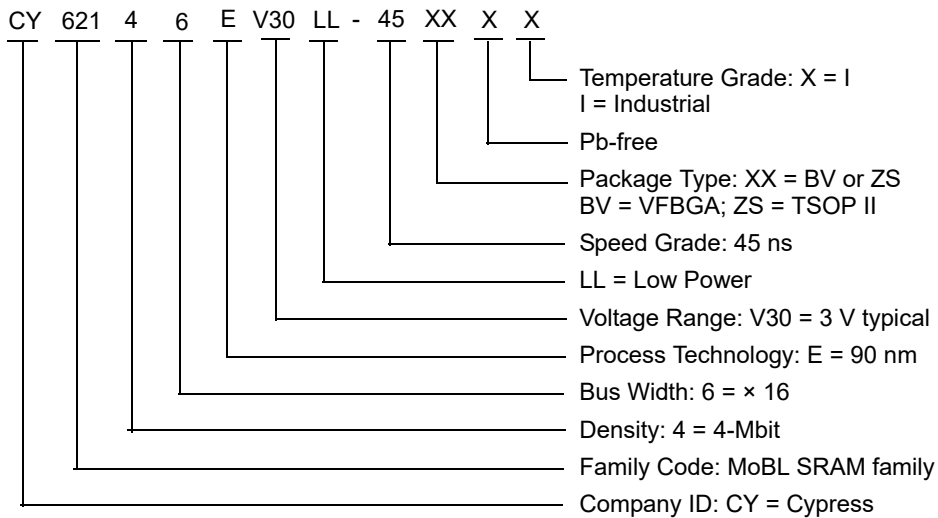 CY 621 4 6 E V30 LL - 45 XX X X
Temperature Grade: X = I
I = Industrial
Pb-free
Package Type: XX = BV or ZS
BV = VFBGA; ZS = TSOP II
Speed Grade: 45 ns
LL = Low Power
Voltage Range: V30 = 3 V typical
Process Technology: E = 90 nm
Bus Width: 6 = × 16
Density: 4 = 4-Mbit
Family Code: MoBL SRAM family
Company ID: CY = Cypress